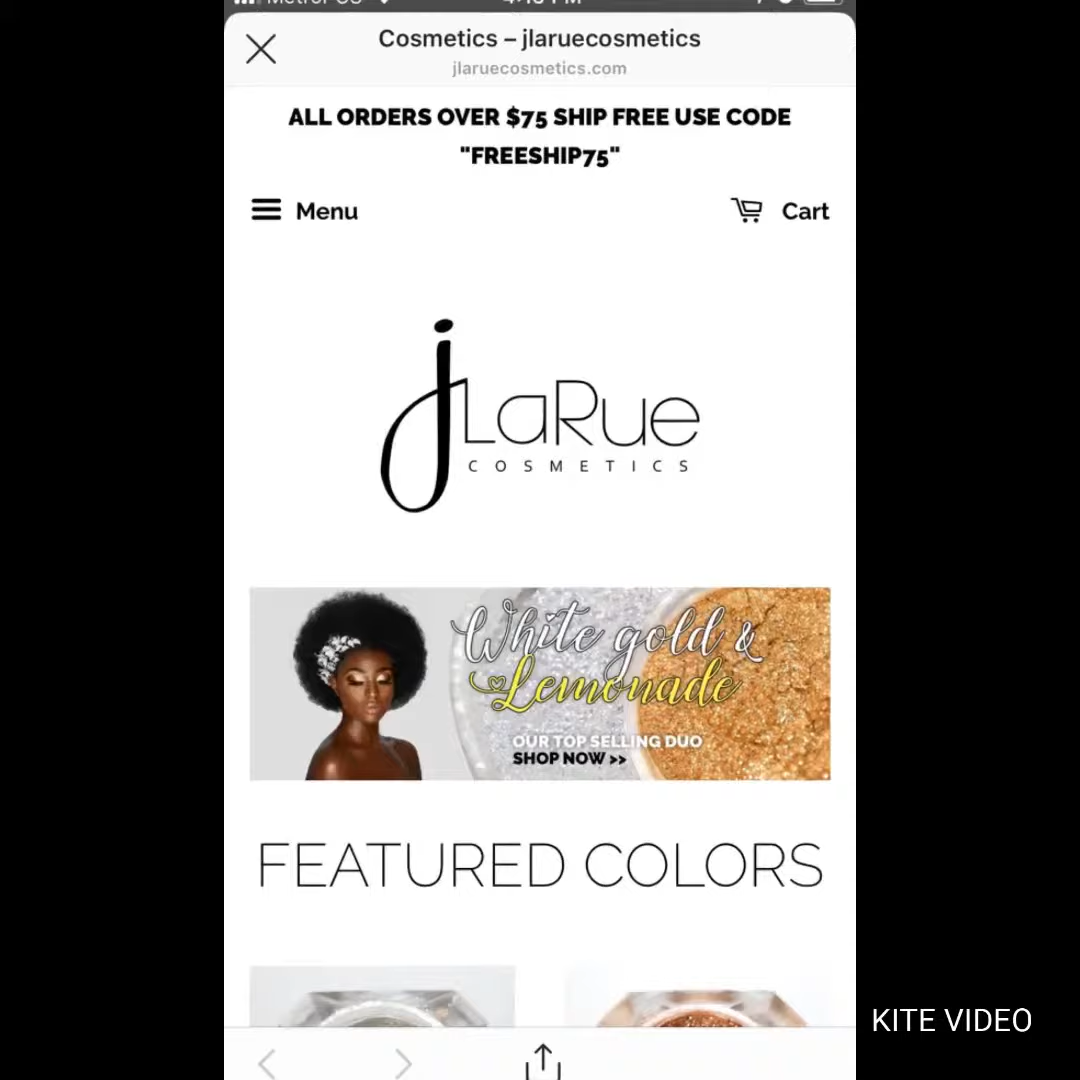 Cosmetics – jlaruecosmetics
jlaruecosmetics.com
ALL ORDERS OVER $75 SHIP FREE USE CODE
"FREESHIP75"
Menu
Cart
jLaRue
COSMETICS
White gold &
Lemonade
OUR TOP SELLING DUO
SHOP NOW >>
FEATURED COLORS
KITE VIDEO